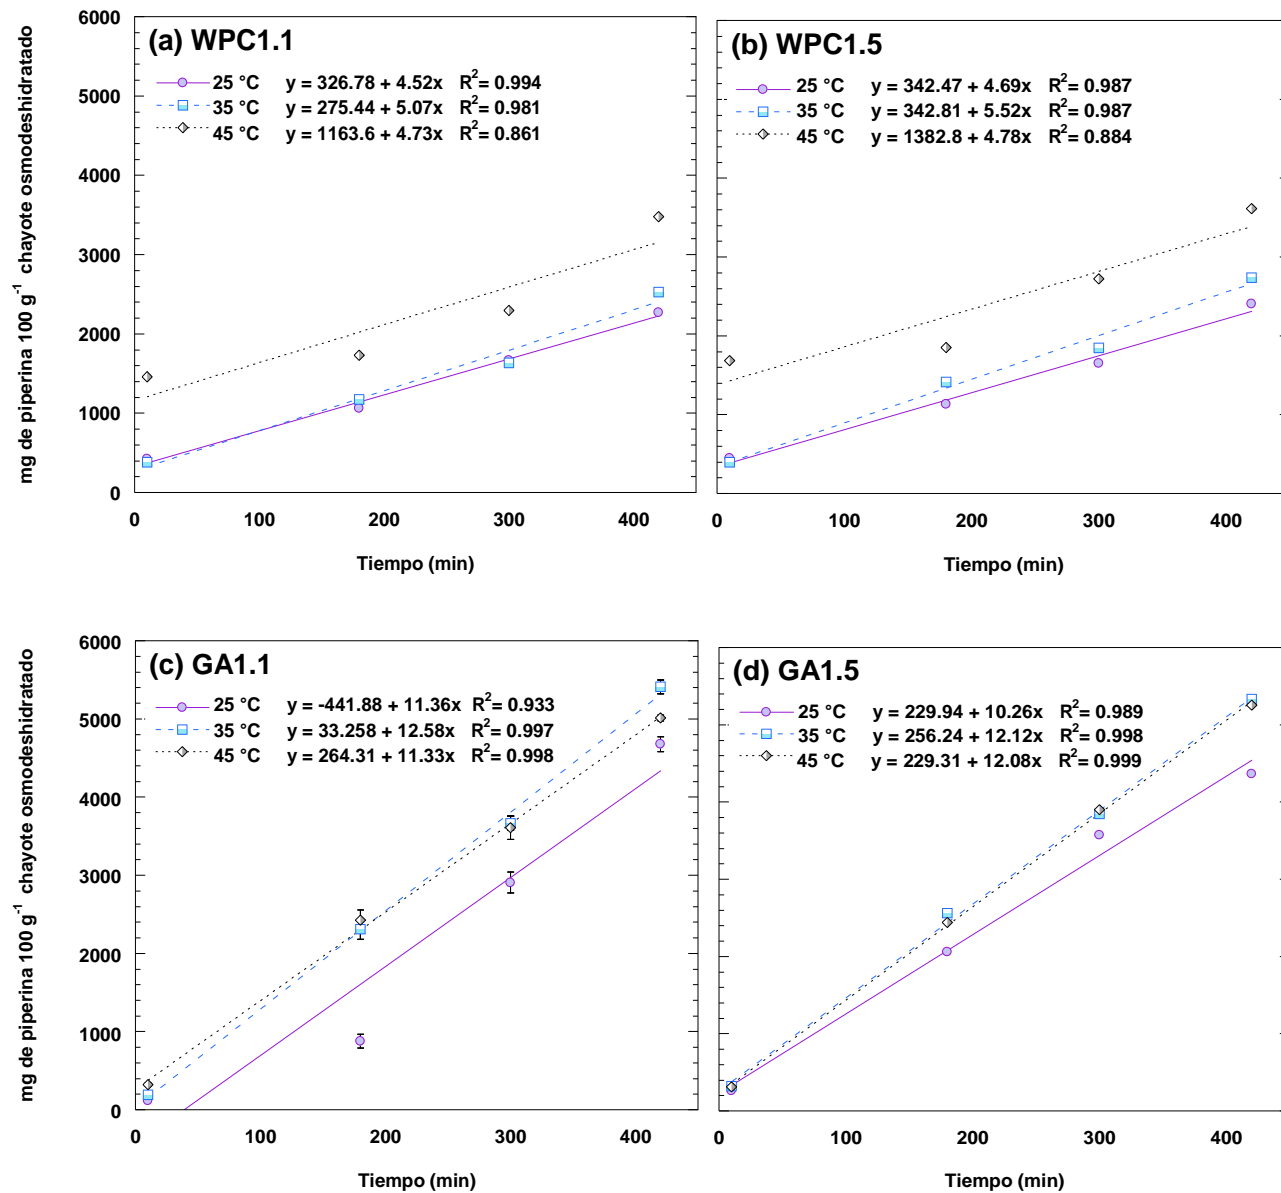 (a) WPC1.1
25 °C y = 326.78 + 4.52x R²= 0.994
35 °C y = 275.44 + 5.07x R²= 0.981
45 °C y = 1163.6 + 4.73x R²= 0.861
mg de piperina 100 g⁻¹ chayote osmodeshidratado
6000
5000
4000
3000
2000
1000
0
0 100 200 300 400
Tiempo (min)
(b) WPC1.5
25 °C y = 342.47 + 4.69x R²= 0.987
35 °C y = 342.81 + 5.52x R²= 0.987
45 °C y = 1382.8 + 4.78x R²= 0.884
0 100 200 300 400
Tiempo (min)
(c) GA1.1
25 °C y = -441.88 + 11.36x R²= 0.933
35 °C y = 33.258 + 12.58x R²= 0.997
45 °C y = 264.31 + 11.33x R²= 0.998
mg de piperina 100 g⁻¹ chayote osmodeshidratado
6000
5000
4000
3000
2000
1000
0
0 100 200 300 400
Tiempo (min)
(d) GA1.5
25 °C y = 229.94 + 10.26x R²= 0.989
35 °C y = 256.24 + 12.12x R²= 0.998
45 °C y = 229.31 + 12.08x R²= 0.999
0 100 200 300 400
Tiempo (min)